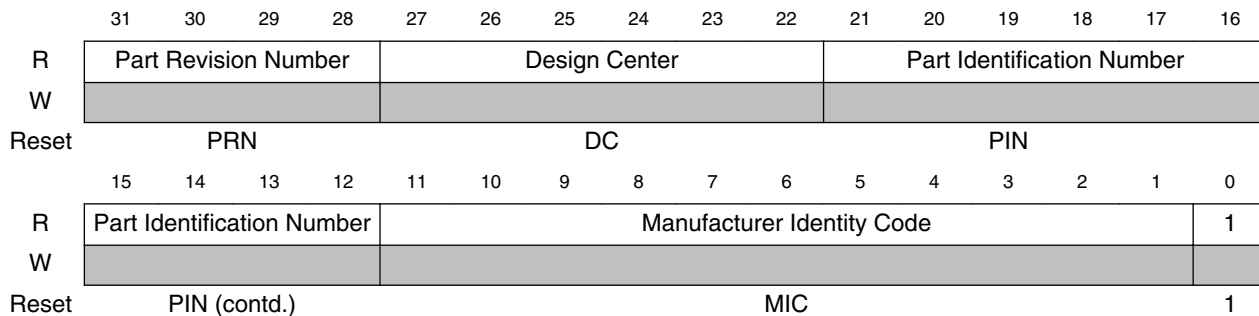 31 30 29 28 27 26 25 24 23 22 21 20 19 18 17 16
R Part Revision Number Design Center Part Identification Number
W
Reset PRN DC PIN
15 14 13 12 11 10 9 8 7 6 5 4 3 2 1 0
R Part Identification Number Manufacturer Identity Code 1
W
Reset PIN (contd.) MIC 1